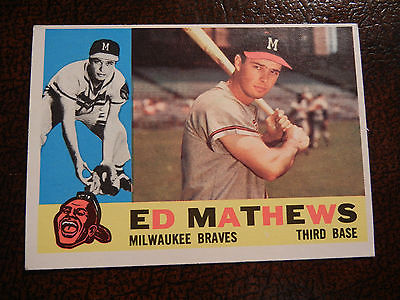 M
M
ED MATHEWS
MILWAUKEE BRAVES THIRD BASE